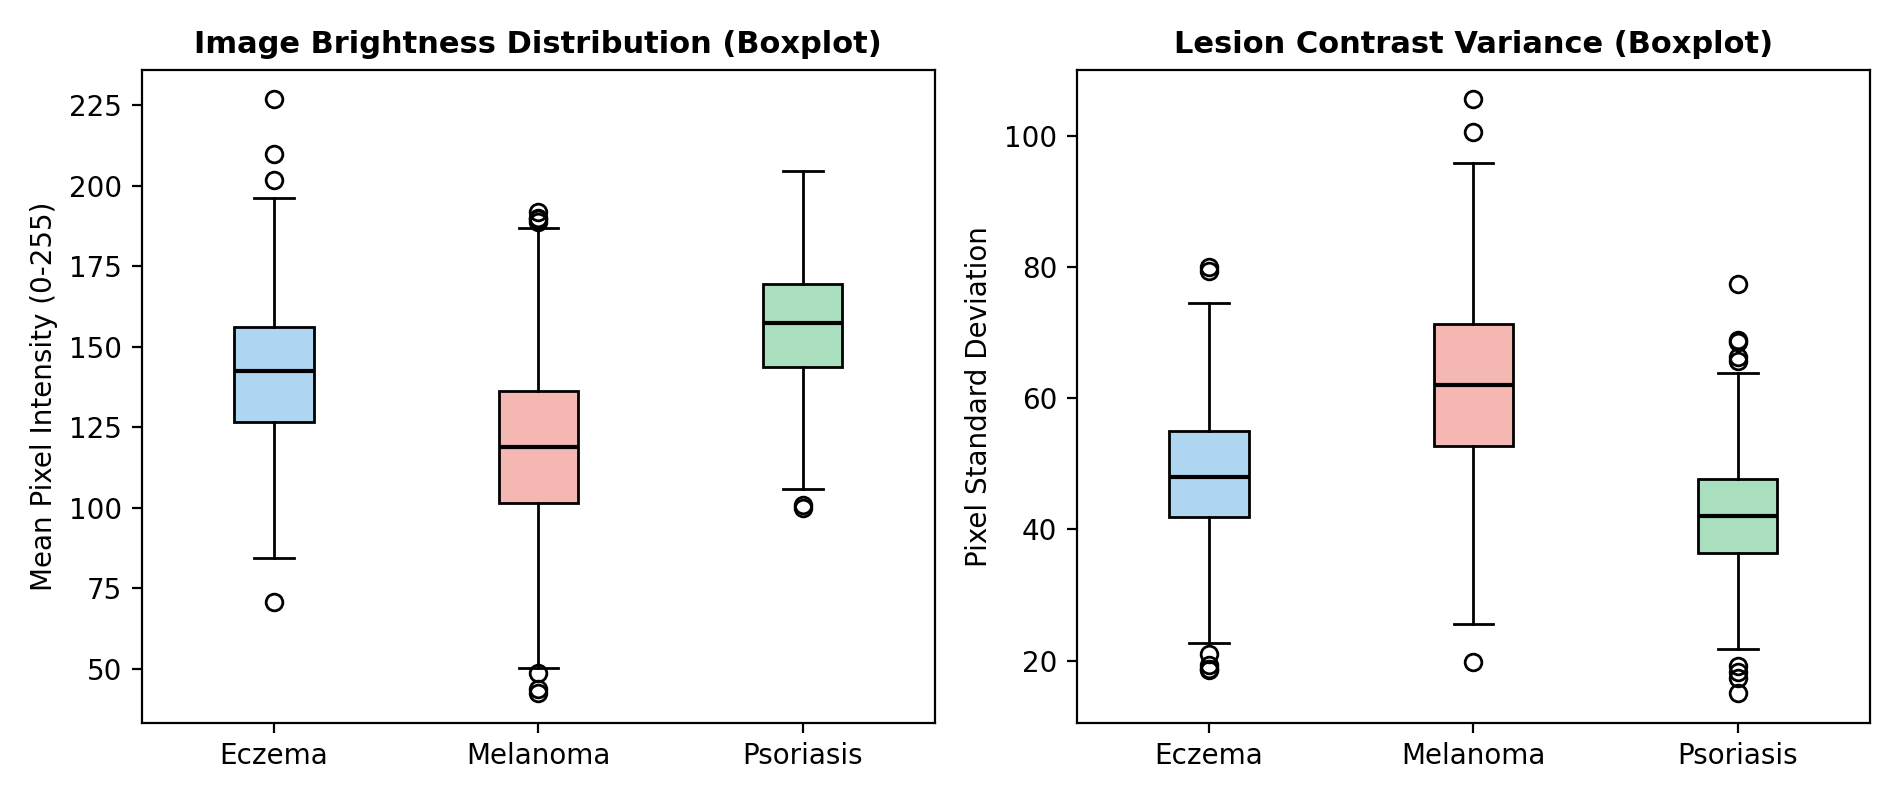 Image Brightness Distribution (Boxplot)
Mean Pixel Intensity (0-255)
225
200
175
150
125
100
75
50
Eczema
Melanoma
Psoriasis
Lesion Contrast Variance (Boxplot)
Pixel Standard Deviation
100
80
60
40
20
Eczema
Melanoma
Psoriasis